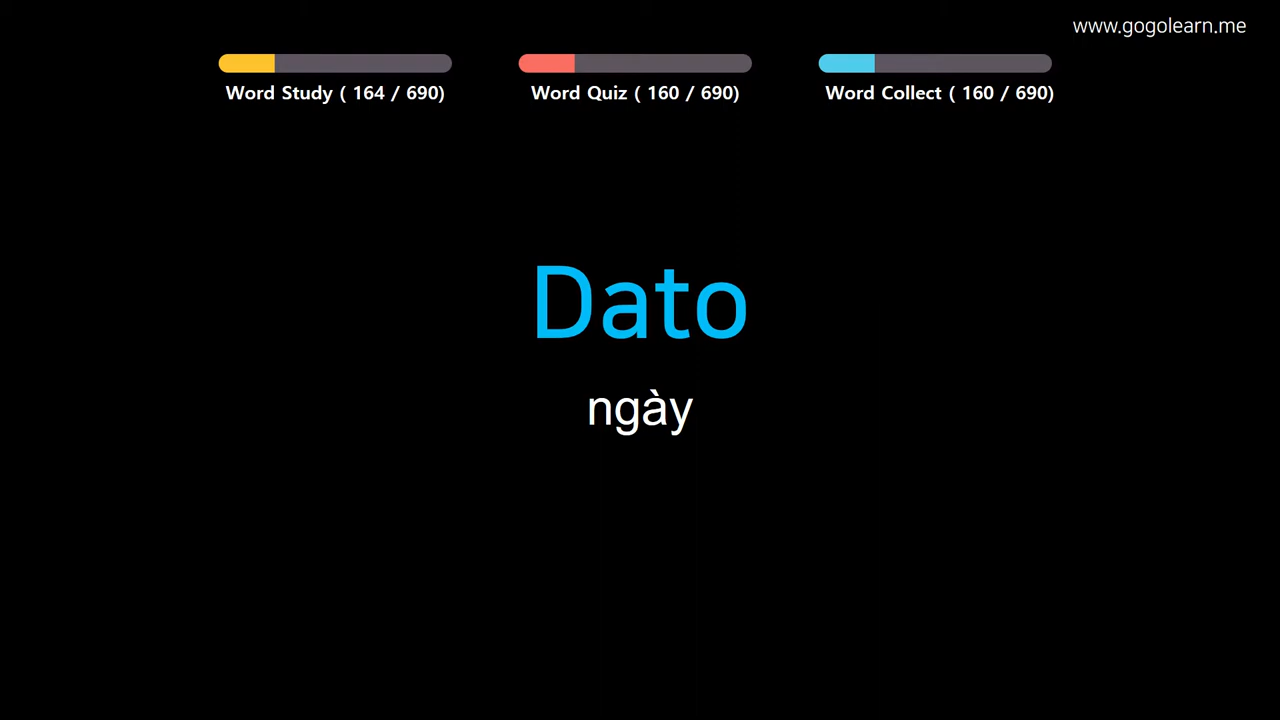 www.gogolearn.me
Word Study ( 164 / 690)
Word Quiz ( 160 / 690)
Word Collect ( 160 / 690)
Dato
ngày